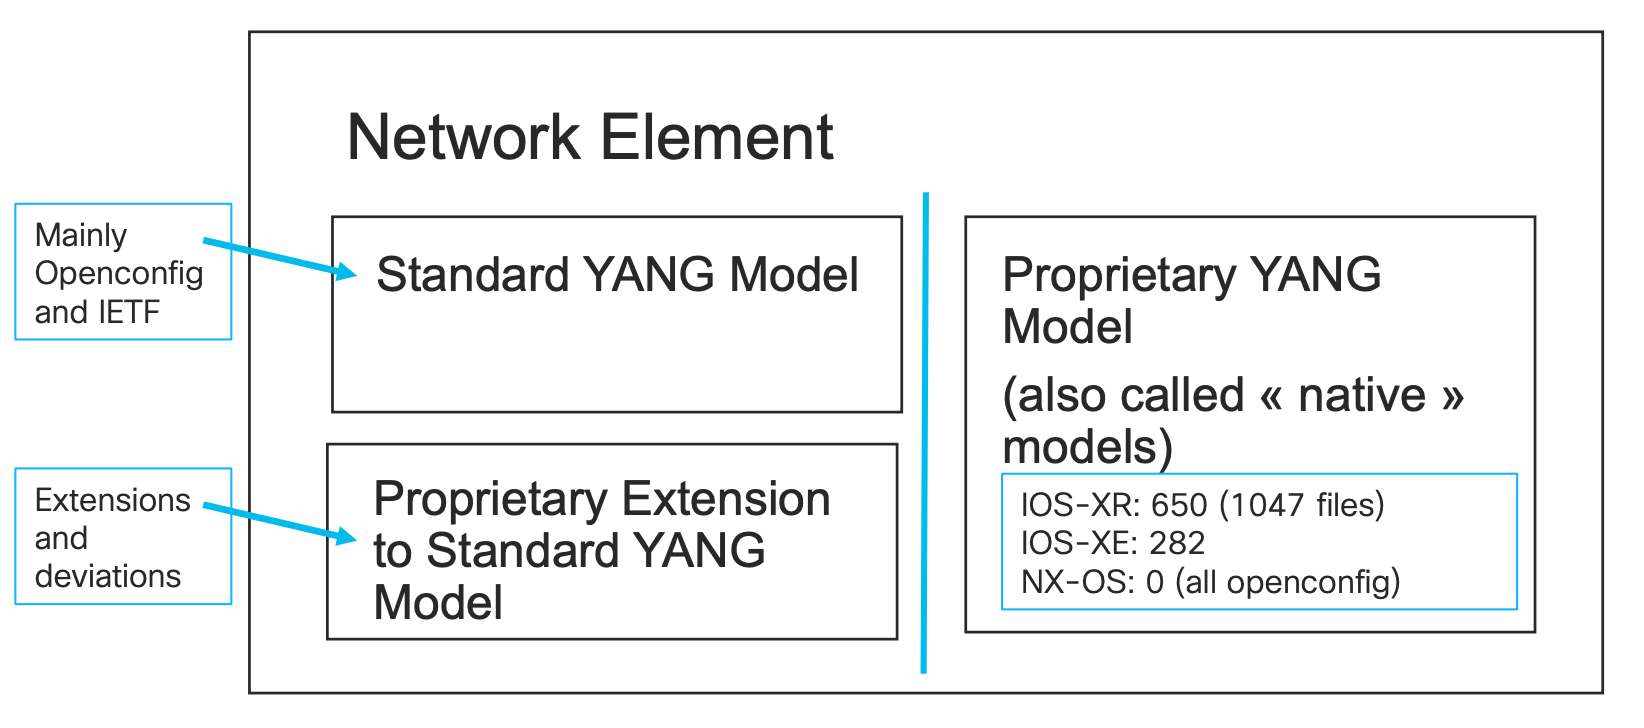 Network Element
Mainly
Openconfig
and IETF
Standard YANG Model
Extensions
and
deviations
Proprietary Extension
to Standard YANG
Model
Proprietary YANG
Model
(also called « native »
models)
IOS-XR: 650 (1047 files)
IOS-XE: 282
NX-OS: 0 (all openconfig)